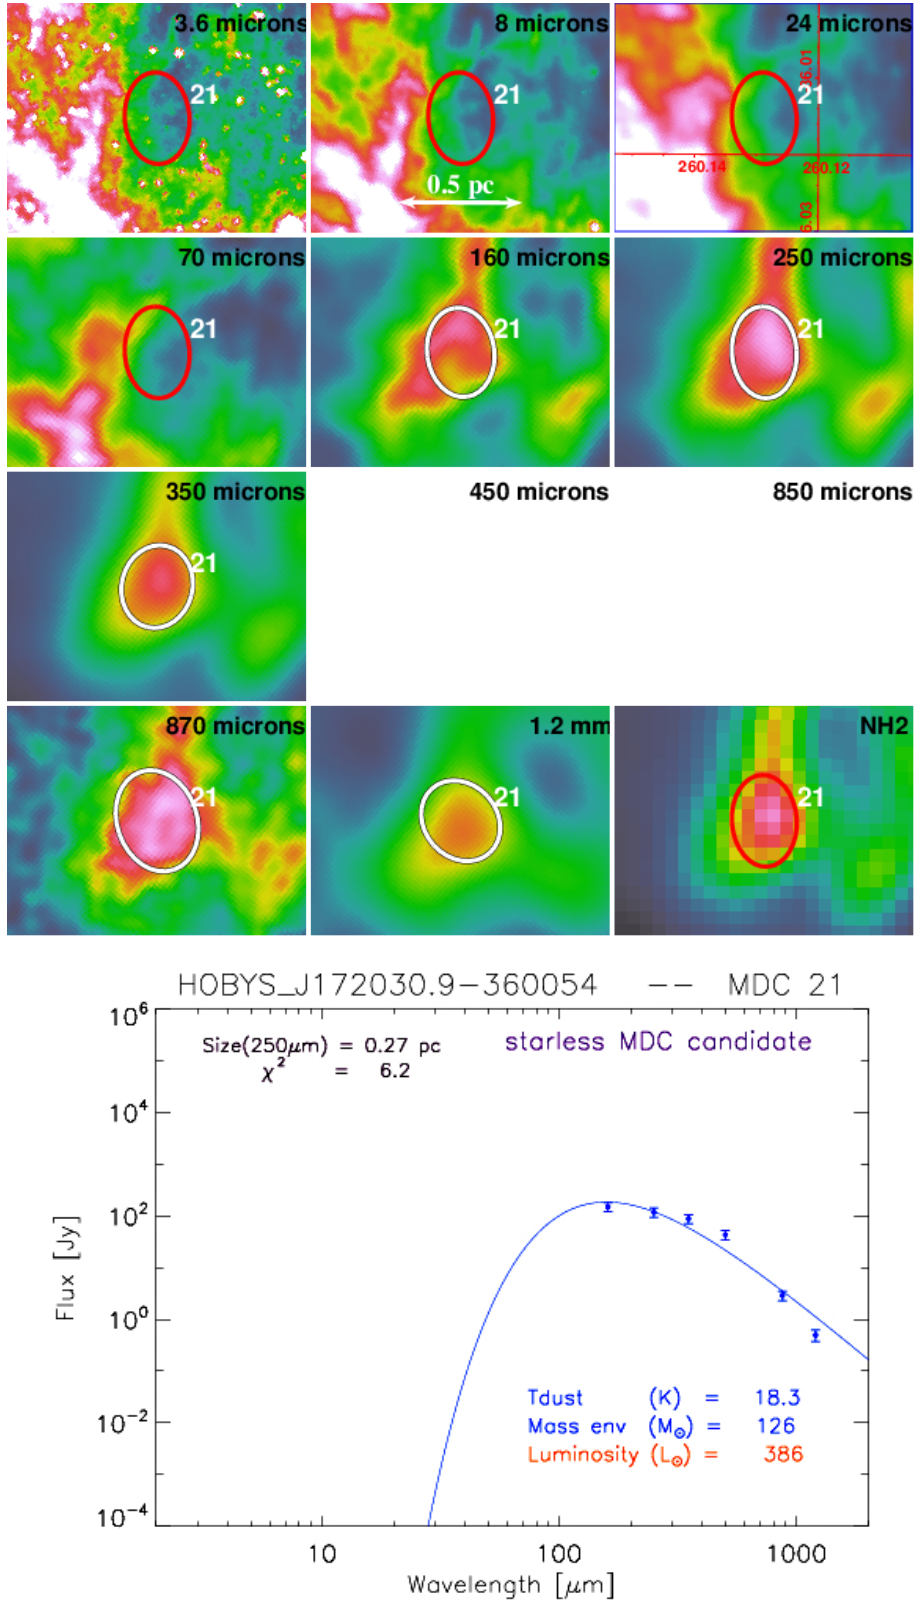 3.6 microns
21
8 microns
21
0.5 pc
24 microns
21
260.14
260.12
70 microns
21
160 microns
21
250 microns
21
350 microns
21
450 microns
850 microns
870 microns
21
1.2 mm
21
NH2
21
HOBYS_J172030.9-360054 -- MDC 21
Size(250μm) = 0.27 pc
χ² = 6.2
starless MDC candidate
10⁶
10⁴
10²
10⁰
10⁻²
10⁻⁴
Flux [Jy]
Tdust (K) = 18.3
Mass env (M⊙) = 126
Luminosity (L⊙) = 386
10
100
1000
Wavelength [μm]